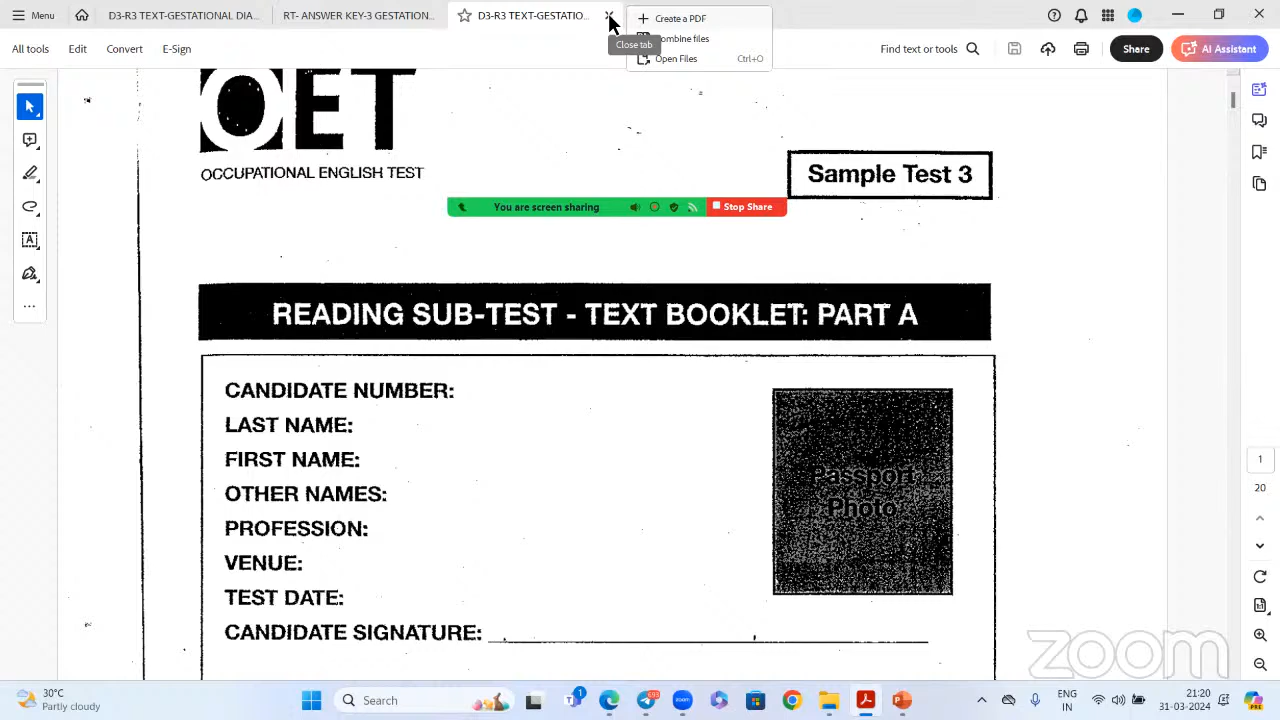 Menu
D3-R3 TEXT-GESTATIONAL DIA...
RT- ANSWER KEY-3 GESTATION...
D3-R3 TEXT-GESTATIO...
Create a PDF
Combine files
Open Files Ctrl+O
Close tab
All tools Edit Convert E-Sign
Find text or tools
Share
AI Assistant
OET
OCCUPATIONAL ENGLISH TEST
Sample Test 3
You are screen sharing
Stop Share
READING SUB-TEST - TEXT BOOKLET: PART A
CANDIDATE NUMBER:
LAST NAME:
FIRST NAME:
OTHER NAMES:
PROFESSION:
VENUE:
TEST DATE:
CANDIDATE SIGNATURE:
Passport
Photo
1
20
zoom
30°C
Partly cloudy
Search
1
zoom
ENG
IN
21:20
31-03-2024